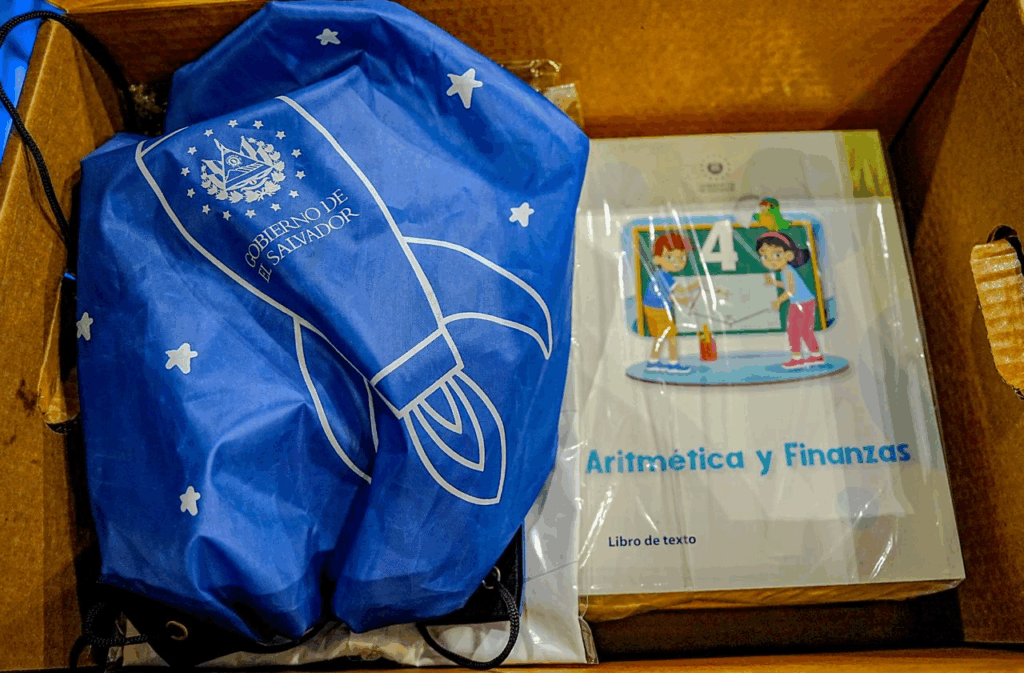 GOBIERNO DE
EL SALVADOR
4
Aritmética y Finanzas
Libro de texto